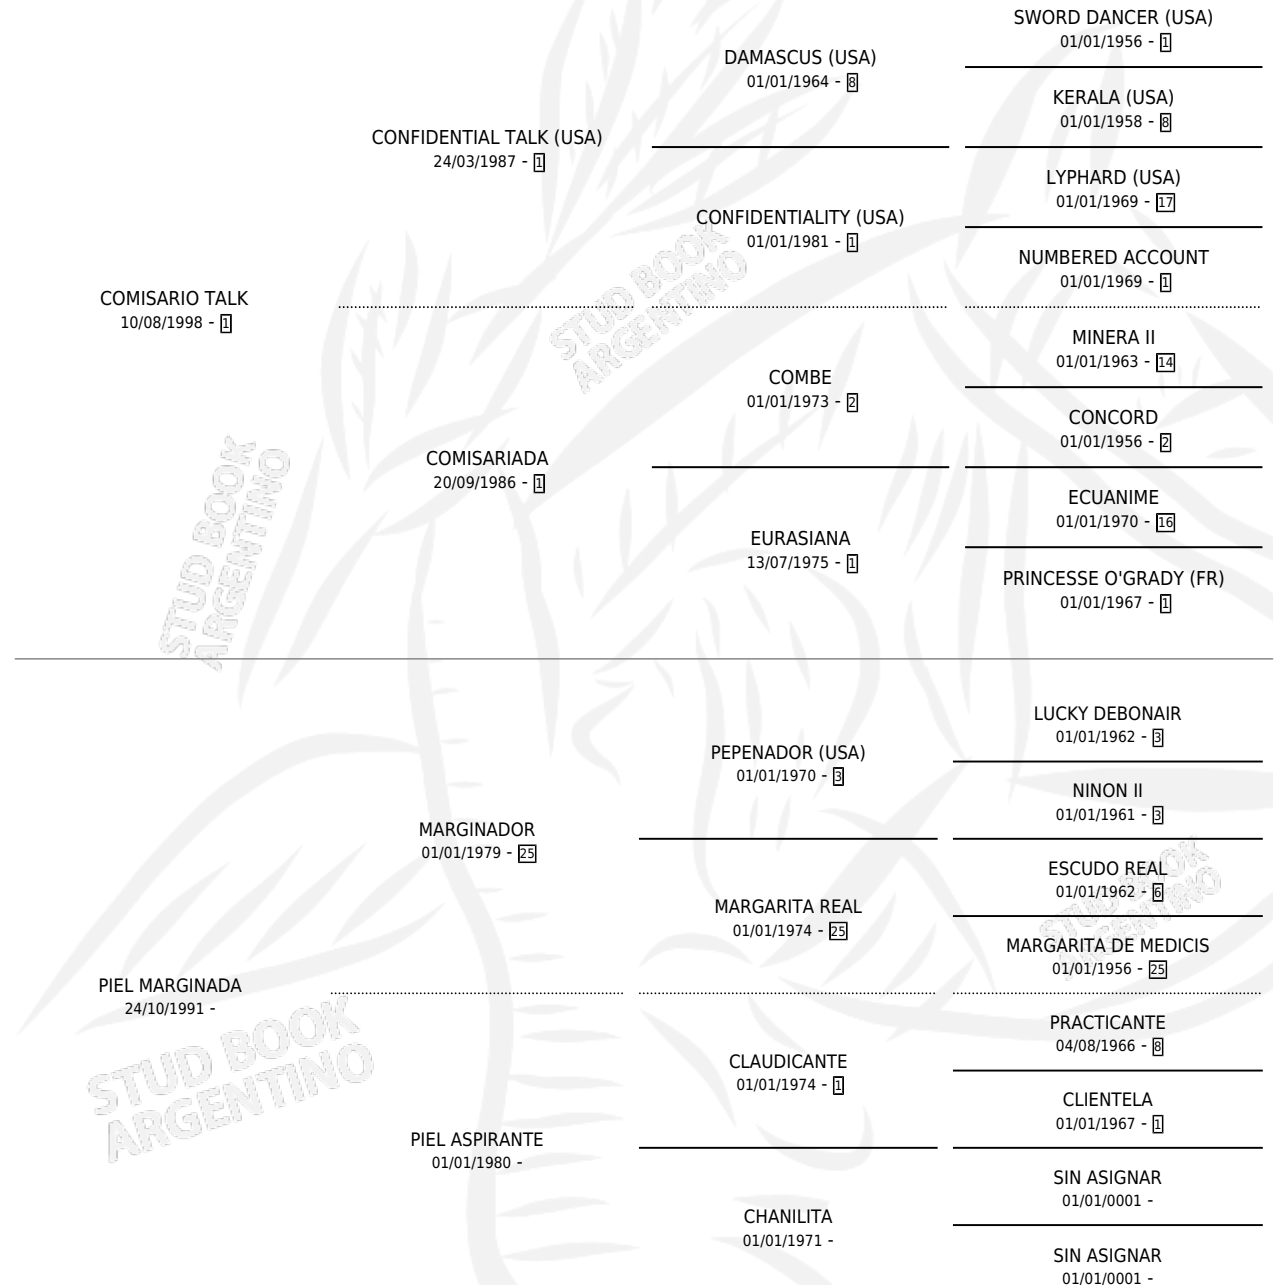 SWORD DANCER (USA)
01/01/1956 - 1
DAMASCUS (USA)
01/01/1964 - 8
KERALA (USA)
01/01/1958 - 8
CONFIDENTIAL TALK (USA)
24/03/1987 - 1
LYPHARD (USA)
01/01/1969 - 17
CONFIDENTIALITY (USA)
01/01/1981 - 1
NUMBERED ACCOUNT
01/01/1969 - 1
COMISARIO TALK
10/08/1998 - 1
STUD BOOK
ARGENTINO
MINERA II
01/01/1963 - 14
COMBE
01/01/1973 - 2
CONCORD
01/01/1956 - 2
COMISARIADA
20/09/1986 - 1
ECUANIME
01/01/1970 - 16
EURASIANA
13/07/1975 - 1
PRINCESSE O'GRADY (FR)
01/01/1967 - 1
STUD BOOK
ARGENTINO
LUCKY DEBONAIR
01/01/1962 - 3
PEPENADOR (USA)
01/01/1970 - 3
NINON II
01/01/1961 - 3
MARGINADOR
01/01/1979 - 25
ESCUDO REAL
01/01/1962 - 6
MARGARITA REAL
01/01/1974 - 25
STUD BOOK
ARGENTINO
MARGARITA DE MEDICIS
01/01/1956 - 25
PIEL MARGINADA
24/10/1991 -
PRACTICANTE
04/08/1966 - 8
CLAUDICANTE
01/01/1974 - 1
STUD BOOK
ARGENTINO
CLIENTELA
01/01/1967 - 1
PIEL ASPIRANTE
01/01/1980 -
SIN ASIGNAR
01/01/0001 -
CHANILITA
01/01/1971 -
SIN ASIGNAR
01/01/0001 -